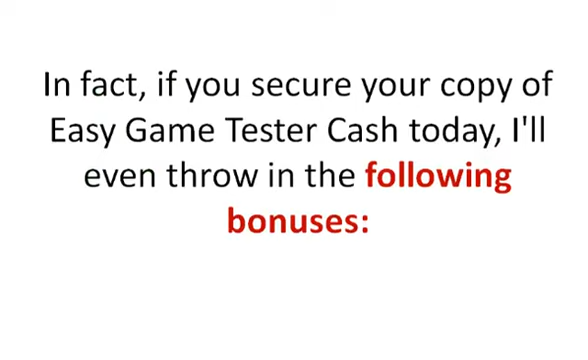 In fact, if you secure your copy of
Easy Game Tester Cash today, I'll
even throw in the following
bonuses: